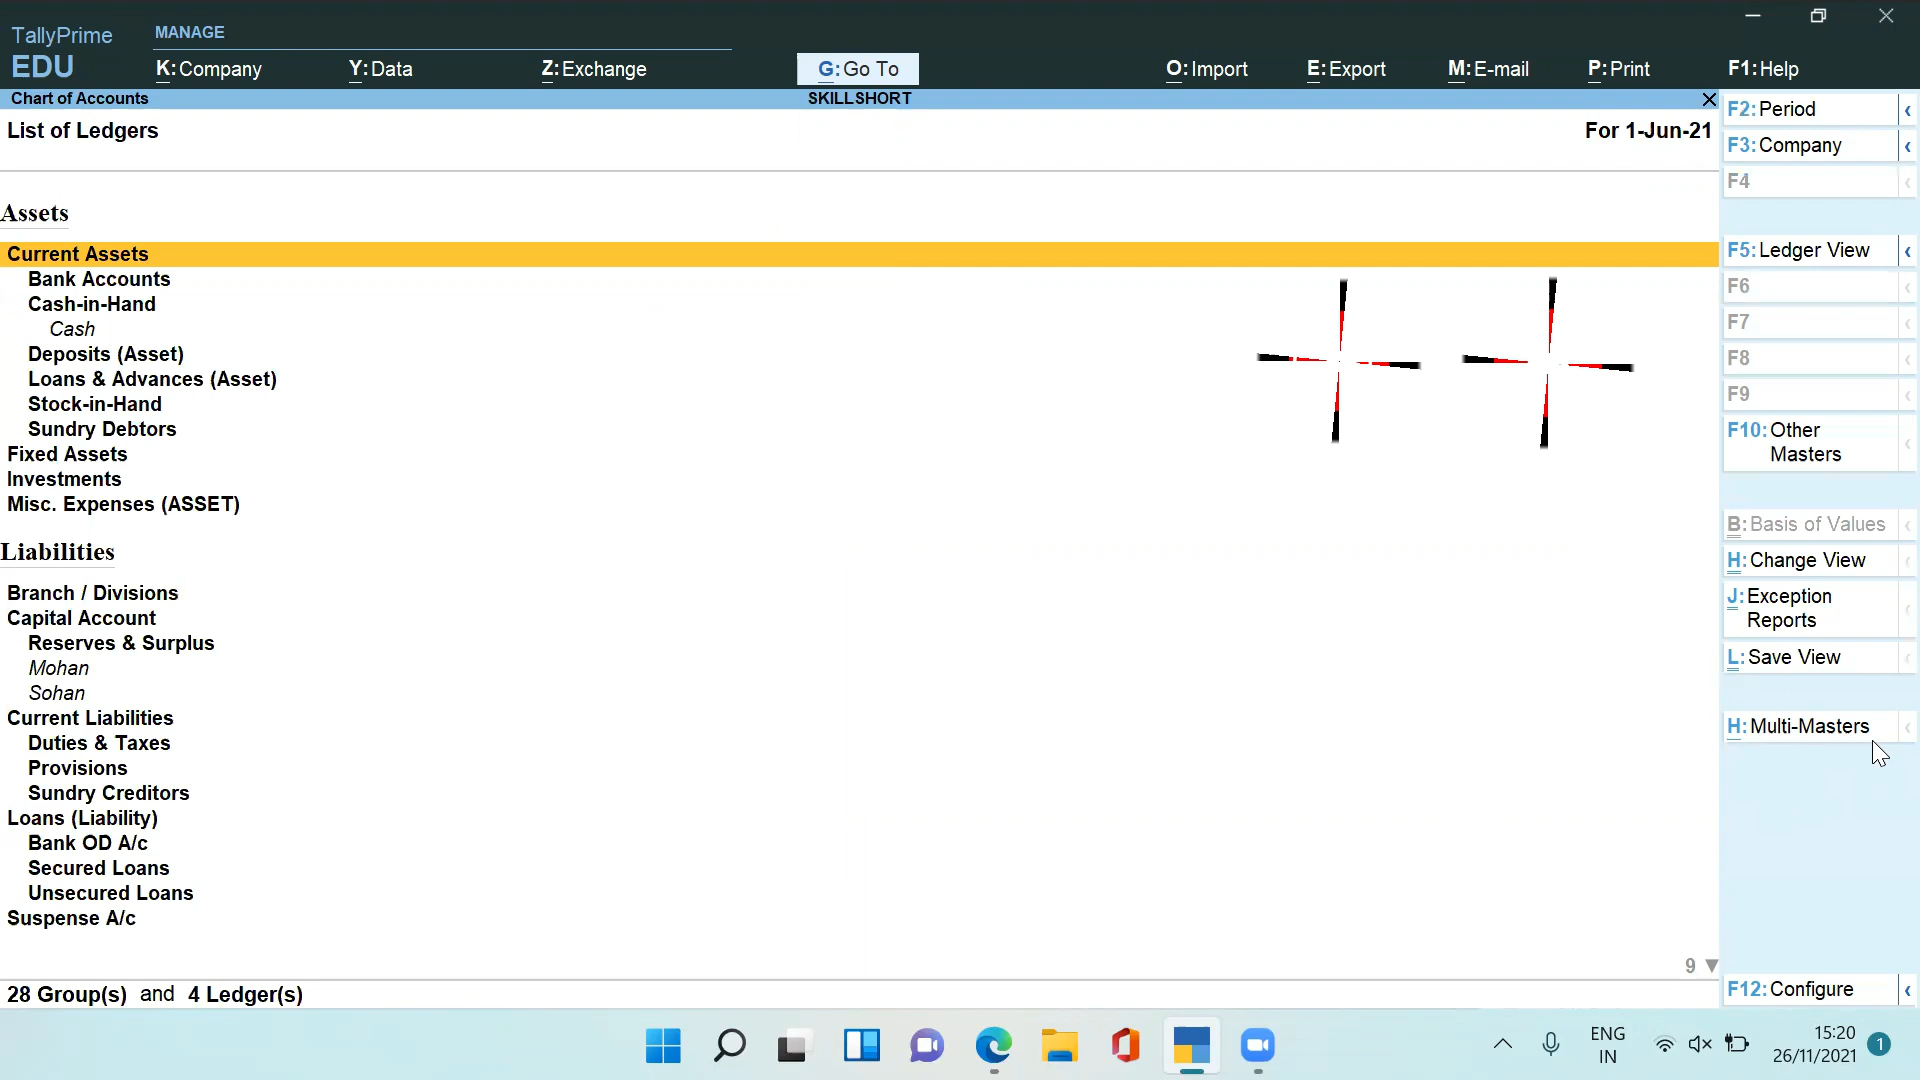 TallyPrime
EDU
MANAGE
K:Company
Y:Data
Z:Exchange
G:Go To
O:Import
E:Export
M:E-mail
P:Print
F1:Help
Chart of Accounts
SKILLSHORT
List of Ledgers
For 1-Jun-21
Assets
Current Assets
Bank Accounts
Cash-in-Hand
Cash
Deposits (Asset)
Loans & Advances (Asset)
Stock-in-Hand
Sundry Debtors
Fixed Assets
Investments
Misc. Expenses (ASSET)
Liabilities
Branch / Divisions
Capital Account
Reserves & Surplus
Mohan
Sohan
Current Liabilities
Duties & Taxes
Provisions
Sundry Creditors
Loans (Liability)
Bank OD A/c
Secured Loans
Unsecured Loans
Suspense A/c
9
28 Group(s) and 4 Ledger(s)
F2:Period
F3:Company
F4
F5:Ledger View
F6
F7
F8
F9
F10:Other
Masters
B:Basis of Values
H:Change View
J:Exception
Reports
L:Save View
H:Multi-Masters
F12:Configure
ENG
IN
15:20
26/11/2021
1